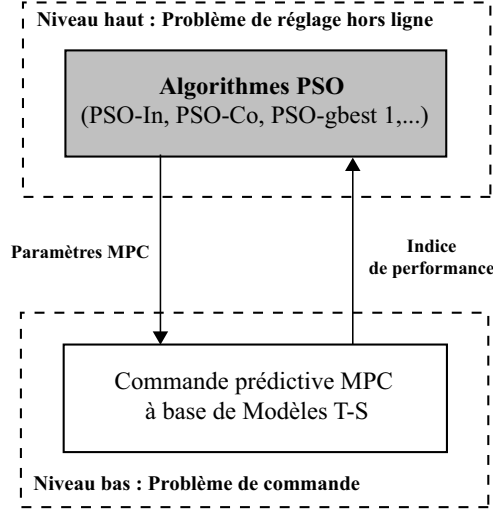 Niveau haut : Problème de réglage hors ligne
Algorithmes PSO
(PSO-In, PSO-Co, PSO-gbest 1,...)
Paramètres MPC
Indice
de performance
Commande prédictive MPC
à base de Modèles T-S
Niveau bas : Problème de commande